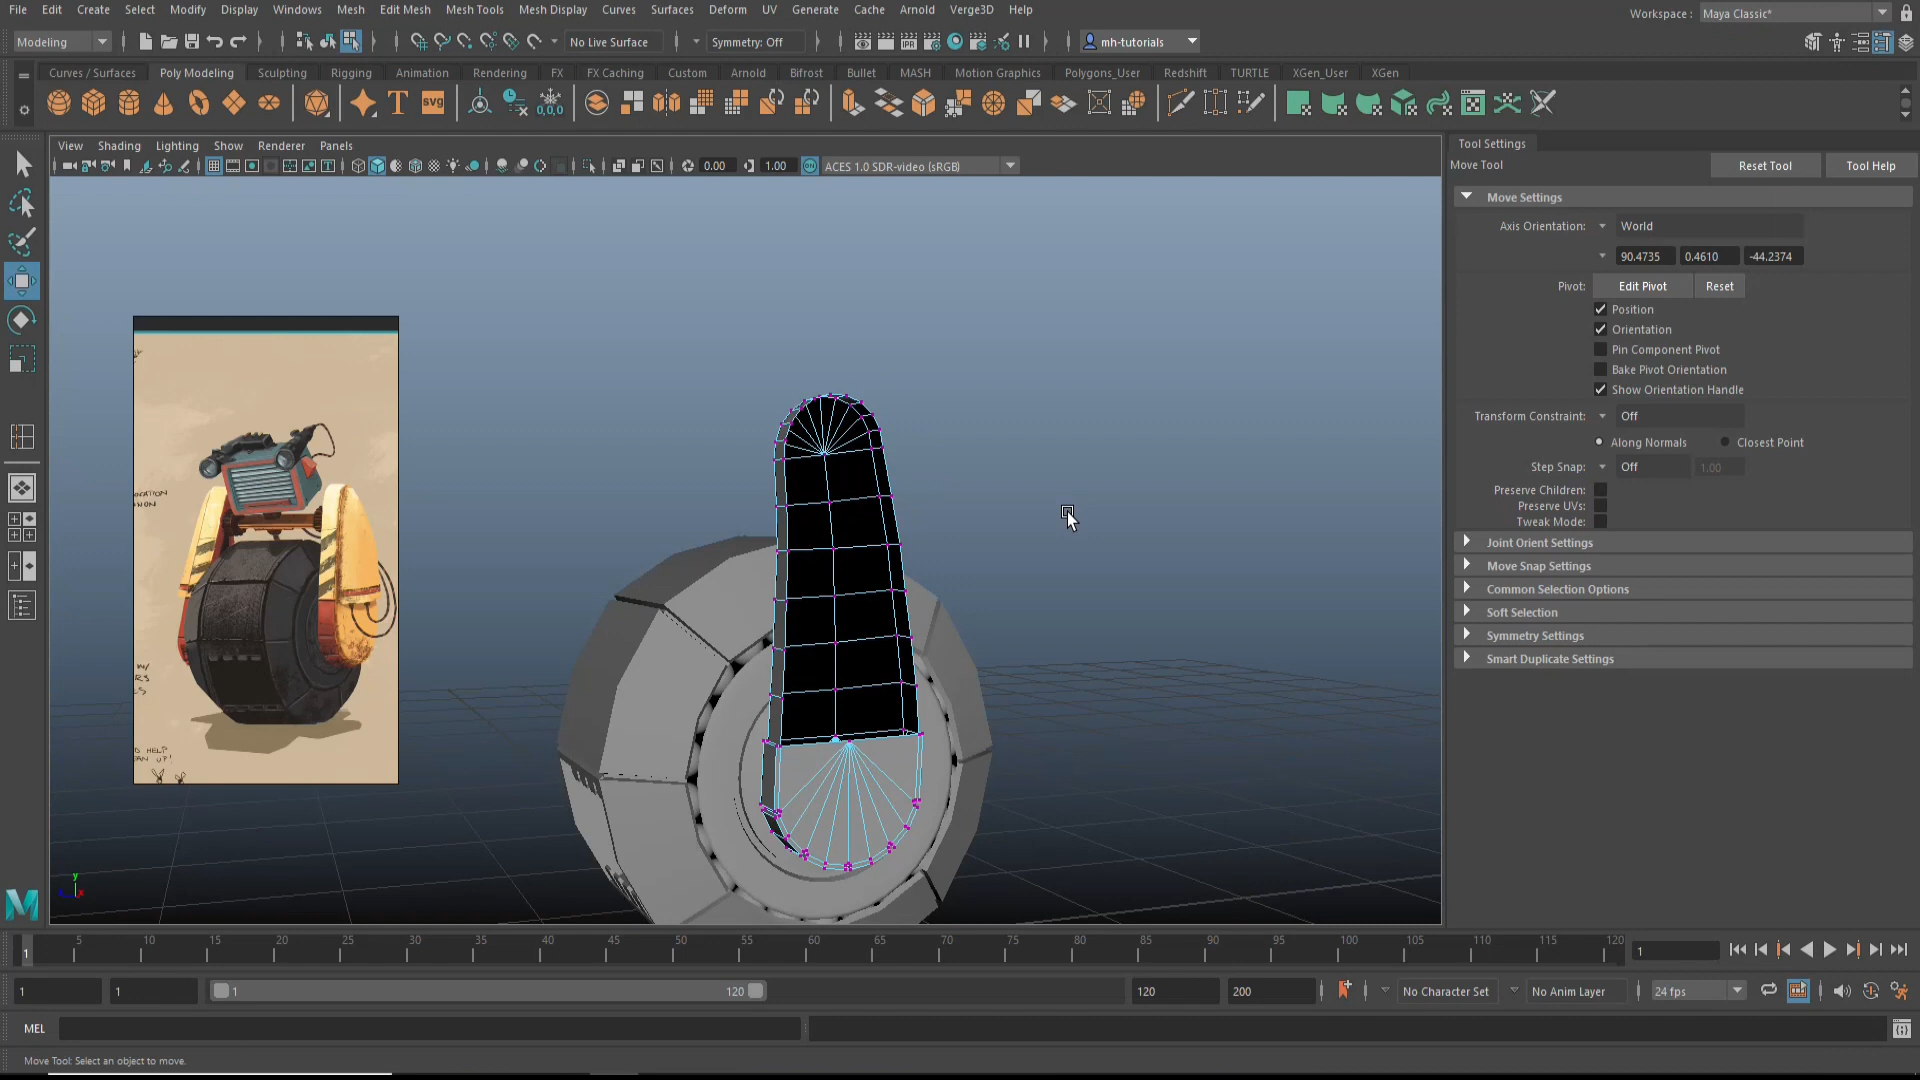 File Edit Create Select Modify Display Windows Mesh Edit Mesh Mesh Tools Mesh Display Curves Surfaces Deform UV Generate Cache Arnold Verge3D Help
Workspace : Maya Classic*
Modeling No Live Surface Symmetry: Off IPR mh-tutorials
Curves / Surfaces Poly Modeling Sculpting Rigging Animation Rendering FX FX Caching Custom Arnold Bifrost Bullet MASH Motion Graphics Polygons_User Redshift TURTLE XGen_User XGen
T SVG 0,0,0
View Shading Lighting Show Renderer Panels
0.00 1.00 ON ACES 1.0 SDR-video (sRGB)
Tool Settings
Move Tool Reset Tool Tool Help
Move Settings
Axis Orientation: World
90.4735 0.4610 -44.2374
Pivot: Edit Pivot Reset
Position
Orientation
Pin Component Pivot
Bake Pivot Orientation
Show Orientation Handle
Transform Constraint: Off
Along Normals Closest Point
Step Snap: Off 1.00
Preserve Children:
Preserve UVs:
Tweak Mode:
Joint Orient Settings
Move Snap Settings
Common Selection Options
Soft Selection
Symmetry Settings
Smart Duplicate Settings
y
x
1 5 10 15 20 25 30 35 40 45 50 55 60 65 70 75 80 85 90 95 100 105 110 115 120 1
1 1 1 120 120 200 No Character Set No Anim Layer 24 fps
MEL
Move Tool: Select an object to move.